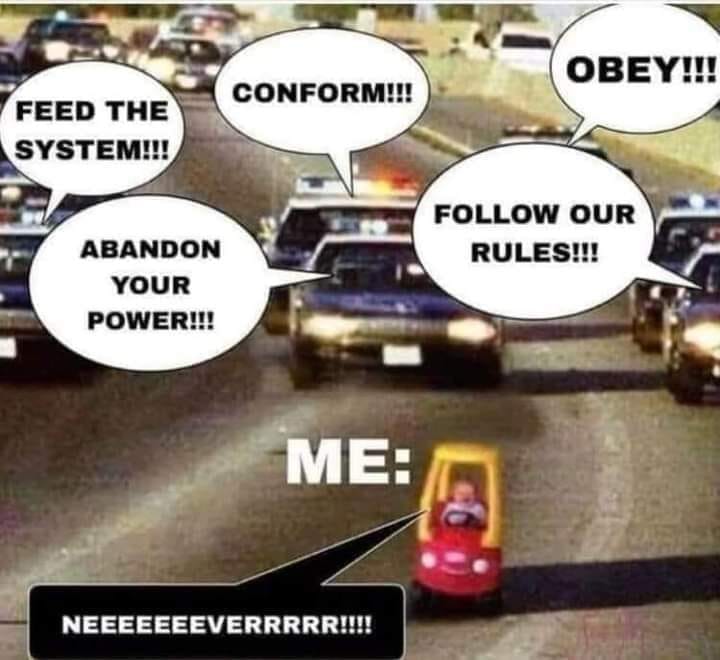 OBEY!!!
CONFORM!!!
FEED THE
SYSTEM!!!
FOLLOW OUR
RULES!!!
ABANDON
YOUR
POWER!!!
ME:
NEEEEEEEVERRRRR!!!!